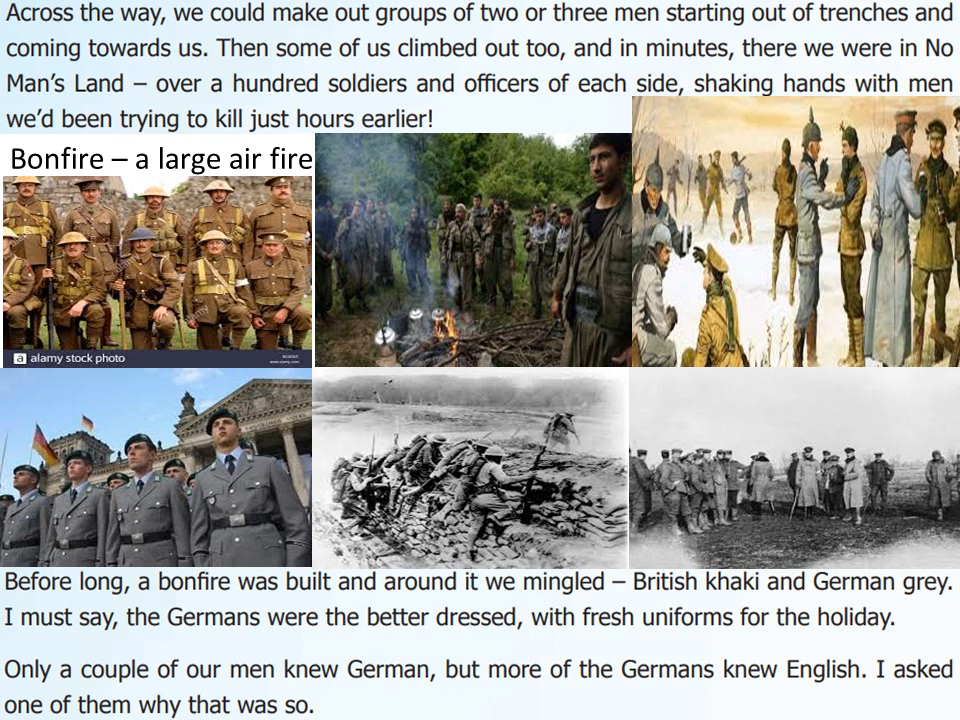 Across the way, we could make out groups of two or three men starting out of trenches and
coming towards us. Then some of us climbed out too, and in minutes, there we were in No
Man's Land – over a hundred soldiers and officers of each side, shaking hands with men
we'd been trying to kill just hours earlier!
Bonfire – a large air fire
alamy
a alamy stock photo
Before long, a bonfire was built and around it we mingled – British khaki and German grey.
I must say, the Germans were the better dressed, with fresh uniforms for the holiday.
Only a couple of our men knew German, but more of the Germans knew English. I asked
one of them why that was so.